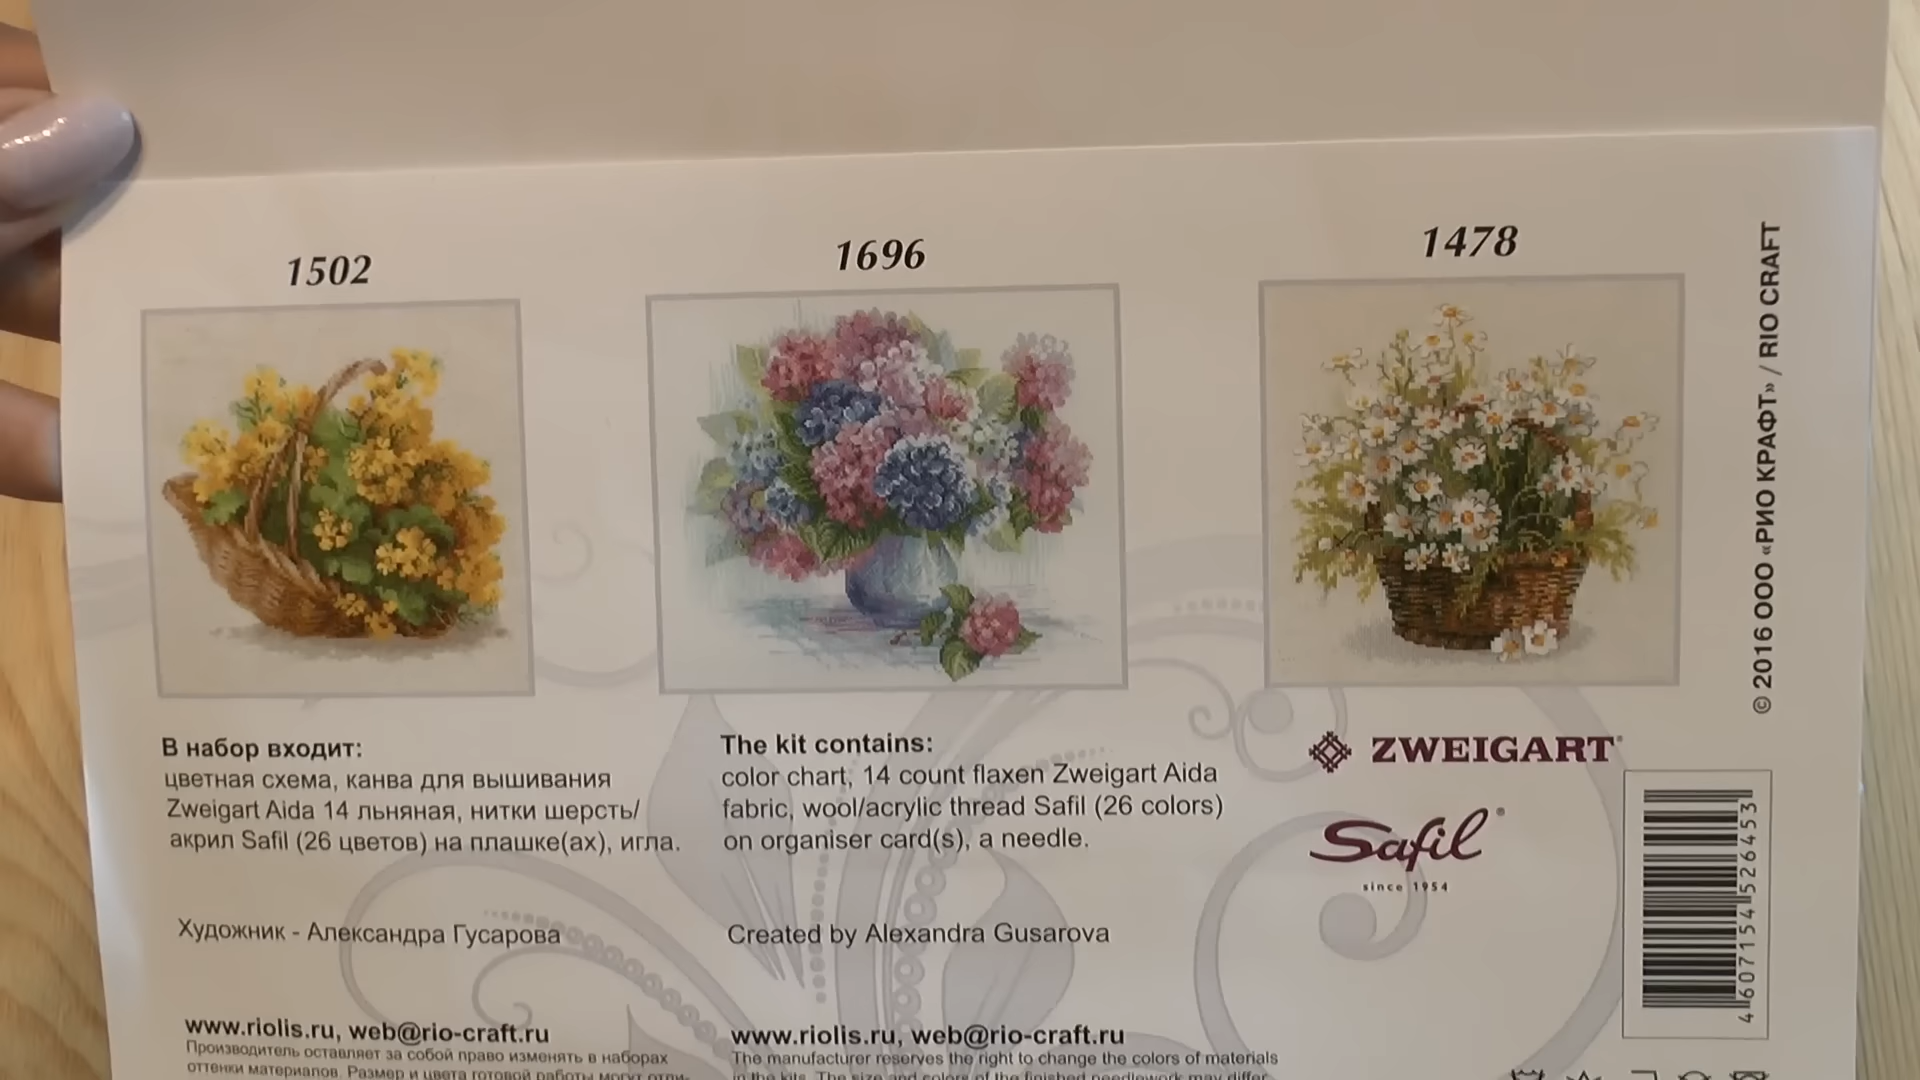 1502
1696
1478
В набор входит:
цветная схема, канва для вышивания
Zweigart Aida 14 льняная, нитки шерсть/
акрил Safil (26 цветов) на плашке(ах), игла.
Художник - Александра Гусарова
www.riolis.ru, web@rio-craft.ru
Производитель оставляет за собой право изменять в наборах
оттенки материалов. Размер и цвета готовой работы могут отли-
The kit contains:
color chart, 14 count flaxen Zweigart Aida
fabric, wool/acrylic thread Safil (26 colors)
on organiser card(s), a needle.
Created by Alexandra Gusarova
www.riolis.ru, web@rio-craft.ru
The manufacturer reserves the right to change the colors of materials
in the kits. The size and colors of the finished needlework may differ
ZWEIGART®
Safil®
since 1954
4 607154 526453
© 2016 ООО «РИО КРАФТ» / RIO CRAFT